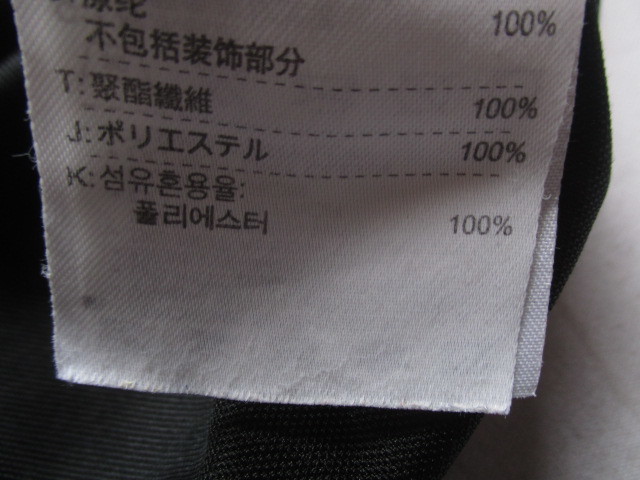 100%
不包括装饰部分
T: 聚酯纖維 100%
J: ポリエステル 100%
K: 섬유혼용율:
폴리에스터 100%